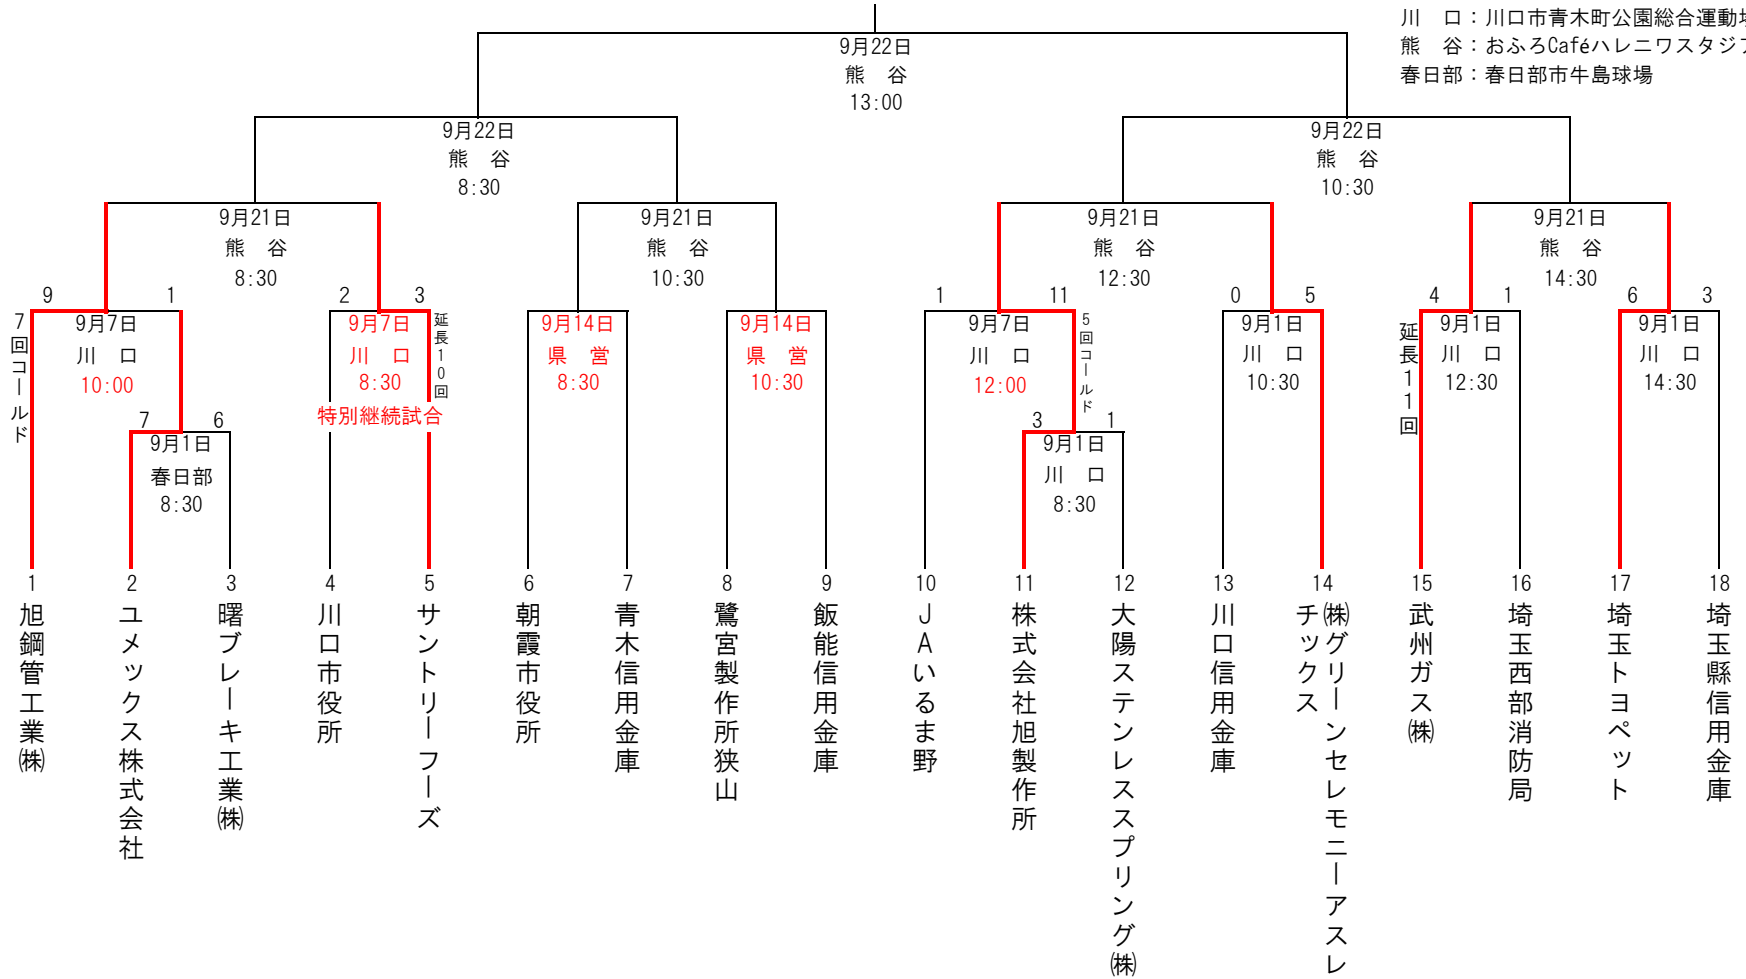 川　口：川口市青木町公園総合運動場
熊　谷：おふろCaféハレニワスタジア
春日部：春日部市牛島球場
9月22日
熊　谷
13:00
9月22日
熊　谷
8:30
9月22日
熊　谷
10:30
9月21日
熊　谷
8:30
9月21日
熊　谷
10:30
9月21日
熊　谷
12:30
9月21日
熊　谷
14:30
9
1
7回コールド
9月7日
川　口
10:00
2
3
9月7日
川　口
8:30
特別継続試合
延長10回
9月14日
県　営
8:30
9月14日
県　営
10:30
1
11
9月7日
川　口
12:00
5回コールド
0
5
9月1日
川　口
10:30
4
1
延長11回
9月1日
川　口
12:30
6
3
9月1日
川　口
14:30
7
6
9月1日
春日部
8:30
3
1
9月1日
川　口
8:30
1
旭鋼管工業㈱
2
ユメックス株式会社
3
曙ブレーキ工業㈱
4
川口市役所
5
サントリーフーズ
6
朝霞市役所
7
青木信用金庫
8
鷺宮製作所狭山
9
飯能信用金庫
10
ＪＡいるま野
11
株式会社旭製作所
12
大陽ステンレススプリング㈱
13
川口信用金庫
14
㈱グリーンセレモニーアスレ
チックス
15
武州ガス㈱
16
埼玉西部消防局
17
埼玉トヨペット
18
埼玉縣信用金庫